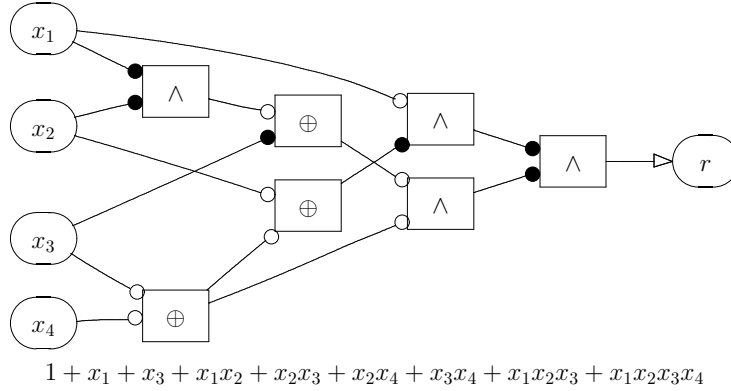 x₁
x₂
x₃
x₄
∧
⊕
⊕
⊕
∧
∧
∧
r
1 + x₁ + x₃ + x₁x₂ + x₂x₃ + x₂x₄ + x₃x₄ + x₁x₂x₃ + x₁x₂x₃x₄